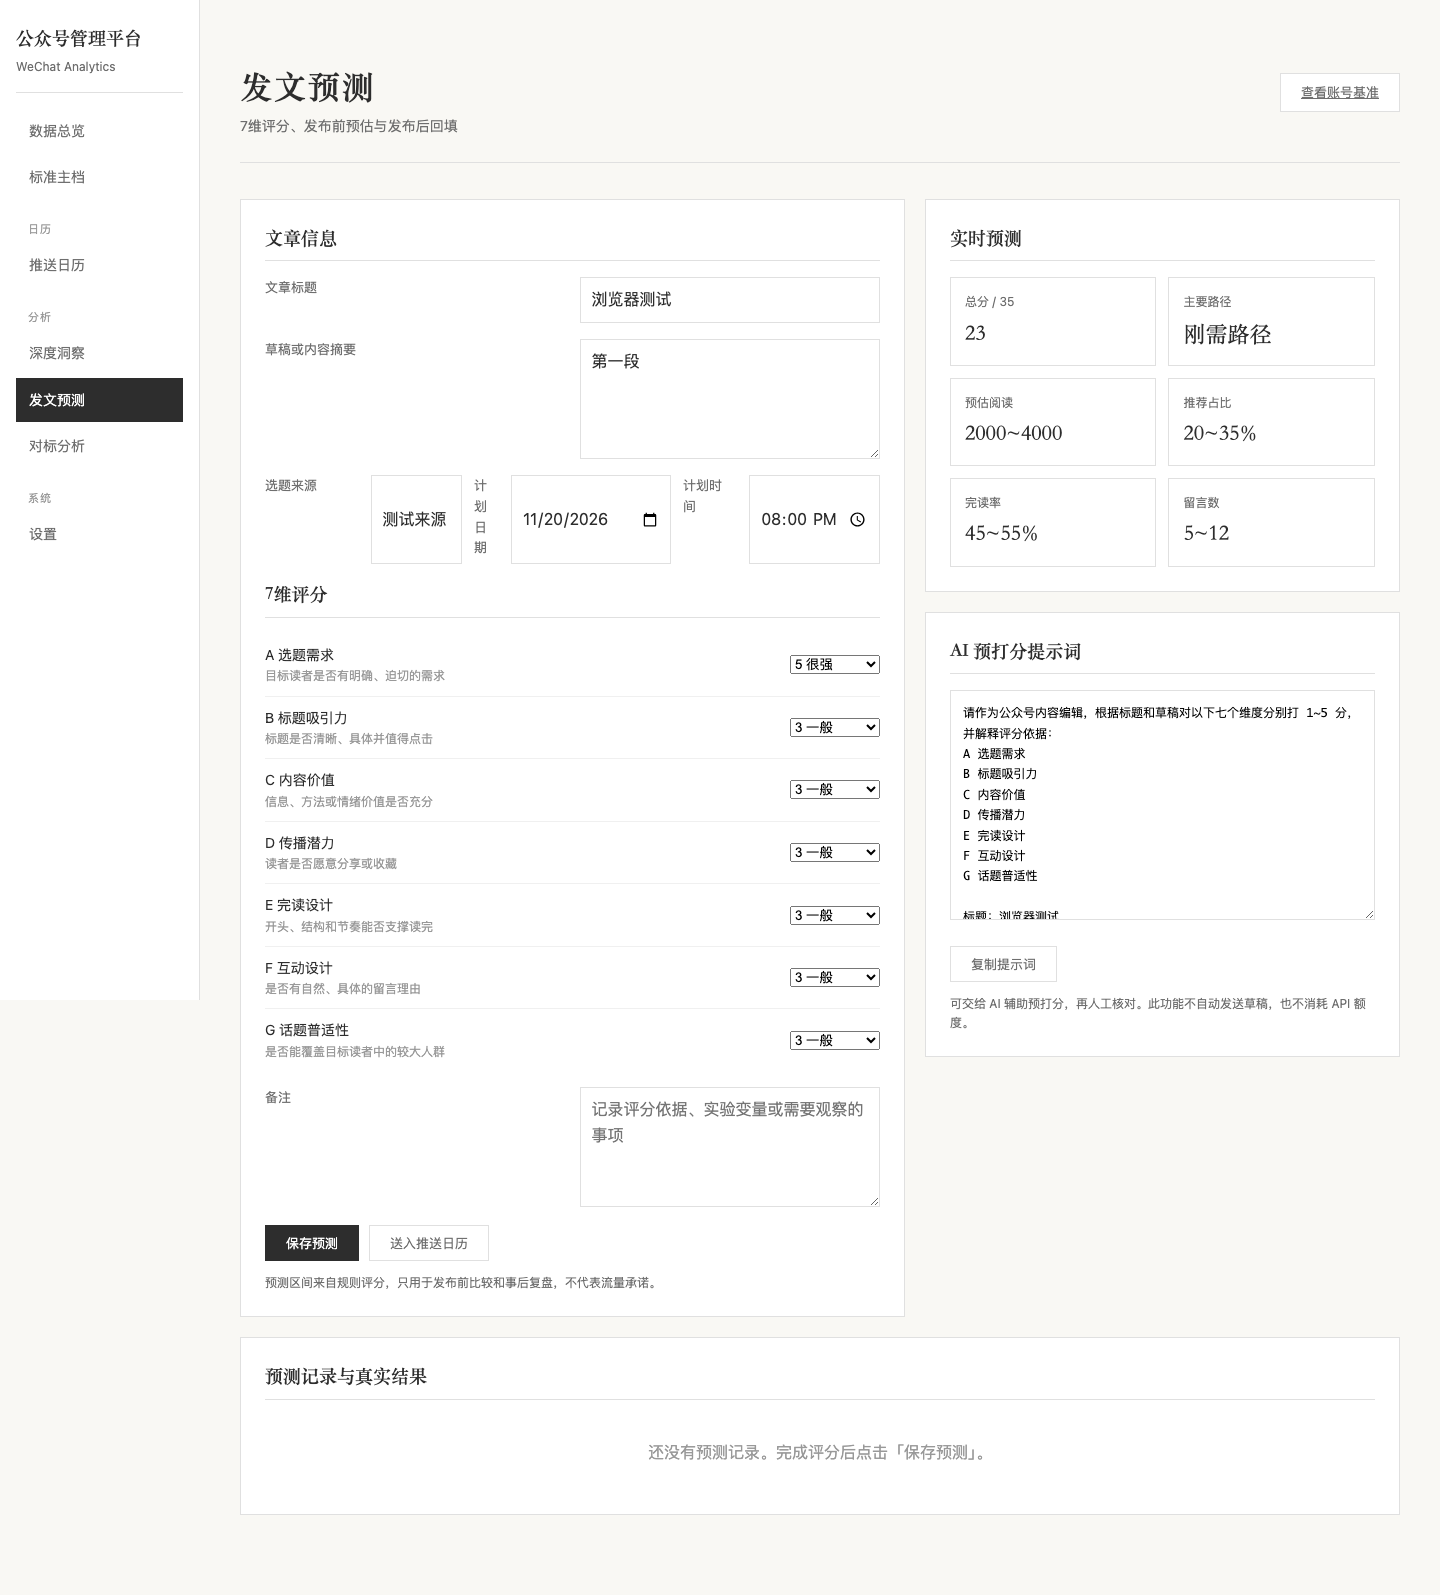 公众号管理平台
WeChat Analytics
数据总览
标准主档
日历
推送日历
分析
深度洞察
发文预测
对标分析
系统
设置
发文预测
7维评分、发布前预估与发布后回填
查看账号基准
文章信息
文章标题
浏览器测试
草稿或内容摘要
第一段
选题来源
测试来源
计
划
日
期
11/20/2026
计划时
间
08:00 PM
7维评分
A 选题需求
目标读者是否有明确、迫切的需求
5 很强
B 标题吸引力
标题是否清晰、具体并值得点击
3 一般
C 内容价值
信息、方法或情绪价值是否充分
3 一般
D 传播潜力
读者是否愿意分享或收藏
3 一般
E 完读设计
开头、结构和节奏能否支撑读完
3 一般
F 互动设计
是否有自然、具体的留言理由
3 一般
G 话题普适性
是否能覆盖目标读者中的较大人群
3 一般
备注
记录评分依据、实验变量或需要观察的
事项
保存预测
送入推送日历
预测区间来自规则评分，只用于发布前比较和事后复盘，不代表流量承诺。
实时预测
总分 / 35
23
主要路径
刚需路径
预估阅读
2000~4000
推荐占比
20~35%
完读率
45~55%
留言数
5~12
AI 预打分提示词
请作为公众号内容编辑，根据标题和草稿对以下七个维度分别打 1~5 分，
并解释评分依据：
A 选题需求
B 标题吸引力
C 内容价值
D 传播潜力
E 完读设计
F 互动设计
G 话题普适性
标题：浏览器测试
复制提示词
可交给 AI 辅助预打分，再人工核对。此功能不自动发送草稿，也不消耗 API 额
度。
预测记录与真实结果
还没有预测记录。完成评分后点击「保存预测」。